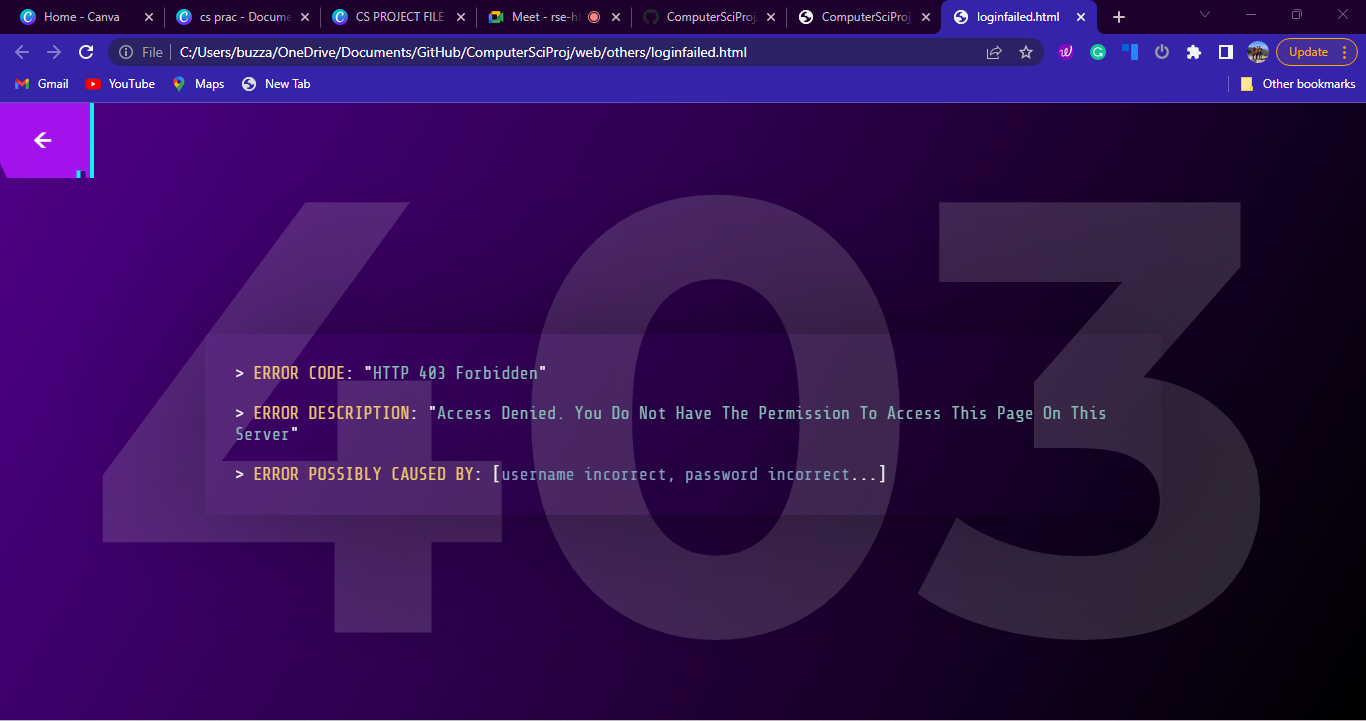 Home - Canva
cs prac - Docume
CS PROJECT FILE
Meet - rse-h
ComputerSciProj
ComputerSciProj
loginfailed.html
File
C:/Users/buzza/OneDrive/Documents/GitHub/ComputerSciProj/web/others/loginfailed.html
Update
Gmail
YouTube
Maps
New Tab
Other bookmarks
403
> ERROR CODE: "HTTP 403 Forbidden"
> ERROR DESCRIPTION: "Access Denied. You Do Not Have The Permission To Access This Page On This
Server"
> ERROR POSSIBLY CAUSED BY: [username incorrect, password incorrect...]